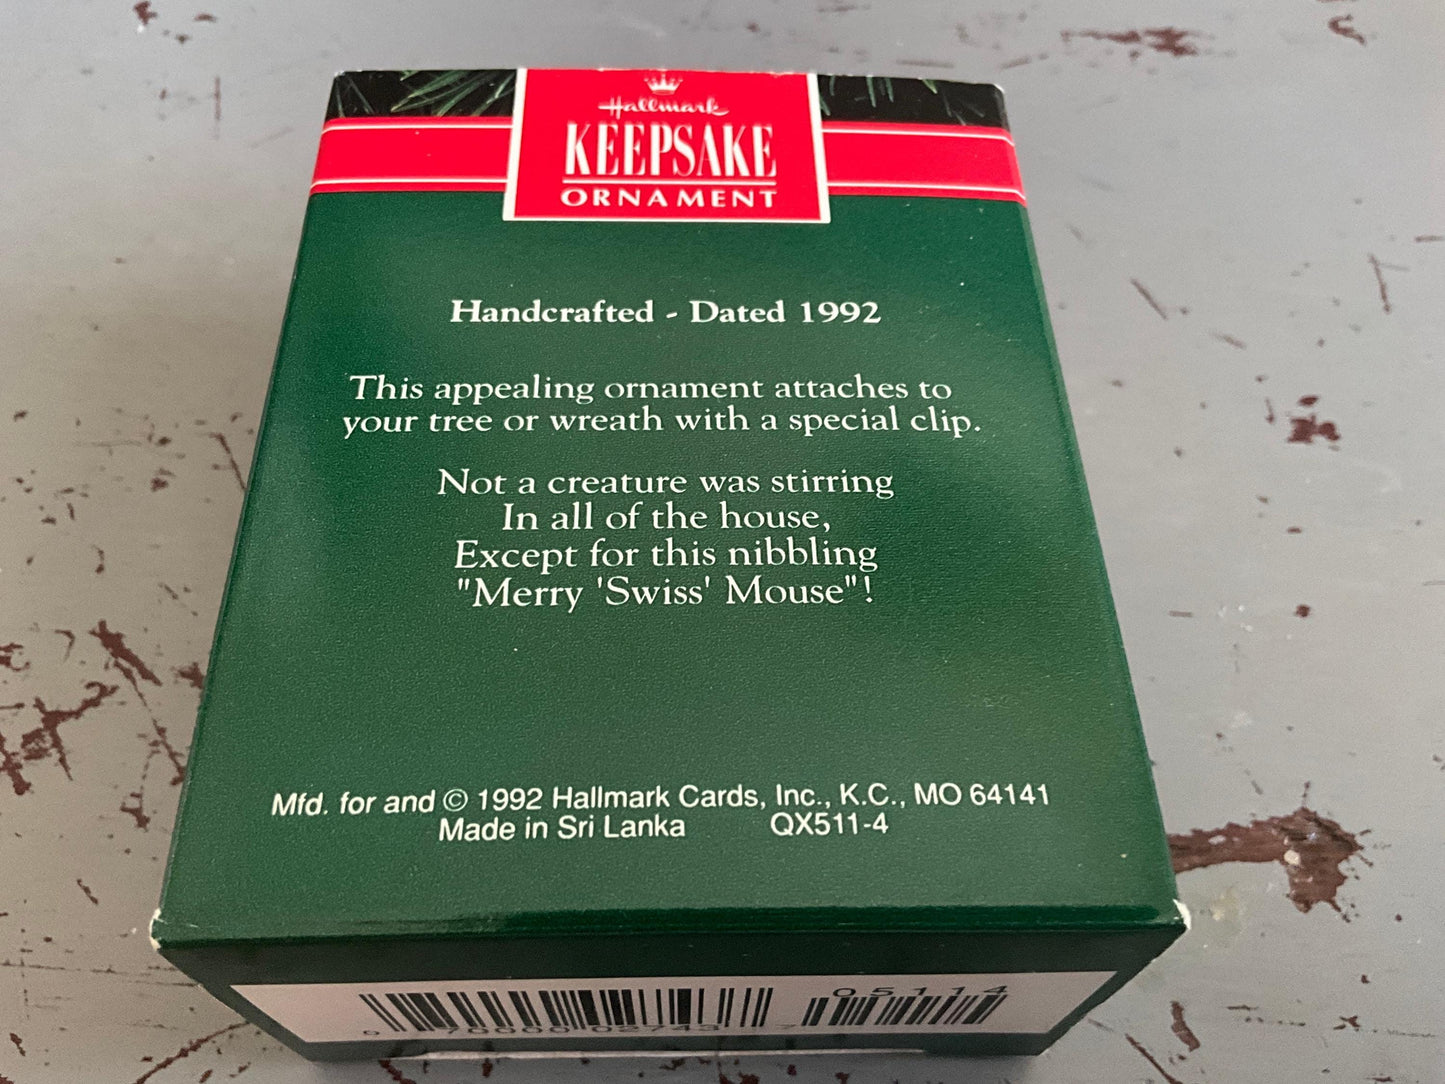 Hallmark
KEEPSAKE
ORNAMENT
Handcrafted - Dated 1992
This appealing ornament attaches to
your tree or wreath with a special clip.
Not a creature was stirring
In all of the house,
Except for this nibbling
"Merry 'Swiss' Mouse"!
Mfd. for and © 1992 Hallmark Cards, Inc., K.C., MO 64141
Made in Sri Lanka QX511-4
05114